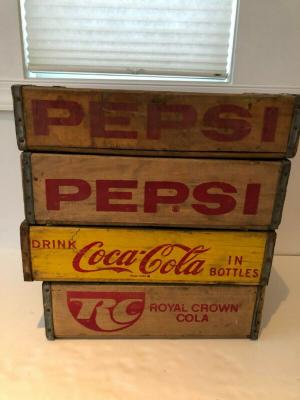 PEPSI
PEPSI
DRINK Coca-Cola IN BOTTLES
RC ROYAL CROWN COLA